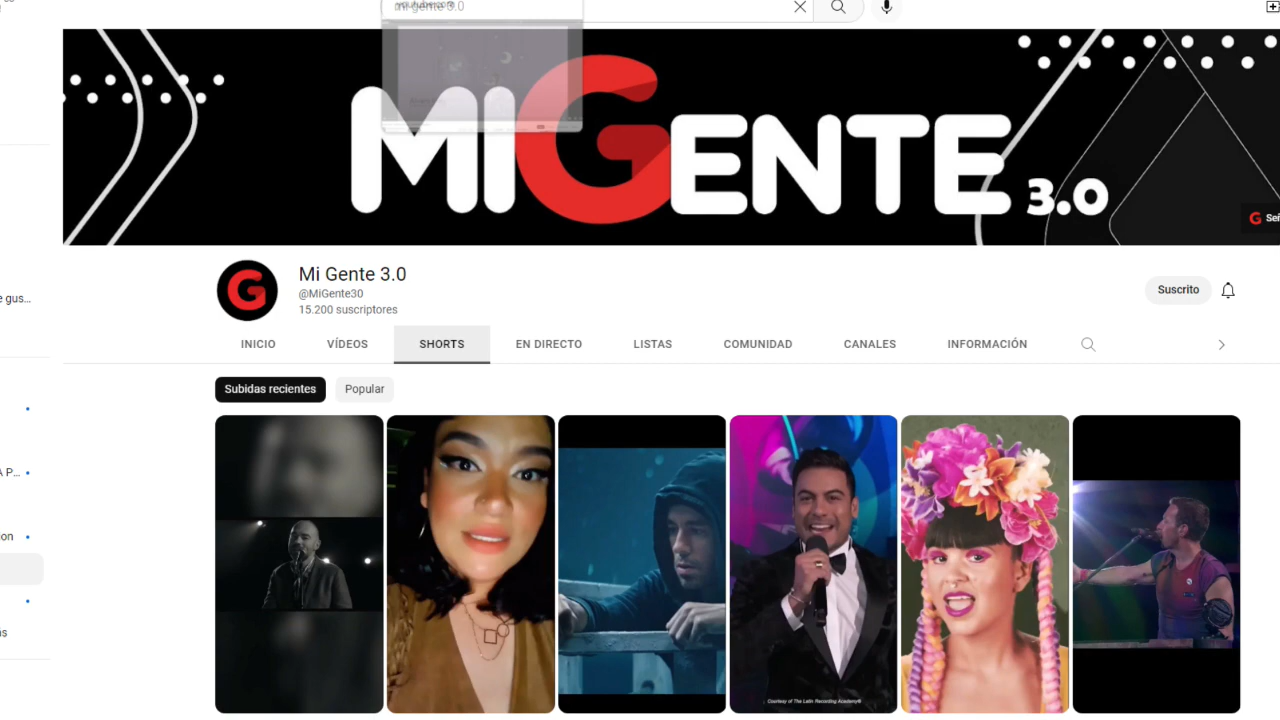 mi gente 3.0
MIGENTE 3.0
G
Mi Gente 3.0
@MiGente30
15.200 suscriptores
Suscrito
INICIO
VÍDEOS
SHORTS
EN DIRECTO
LISTAS
COMUNIDAD
CANALES
INFORMACIÓN
e gus...
Subidas recientes
Popular
A P...
Courtesy of The Latin Recording Academy®